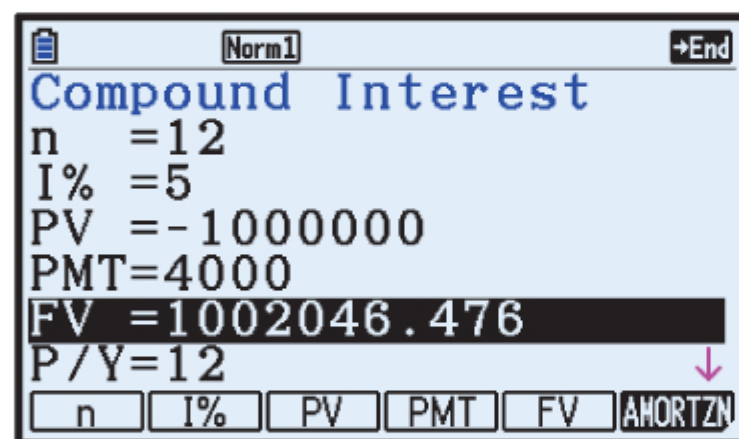 Norm1 →End
Compound Interest
n =12
I% =5
PV =-1000000
PMT=4000
FV =1002046.476
P/Y=12 ↓
n I% PV PMT FV AMORTZN